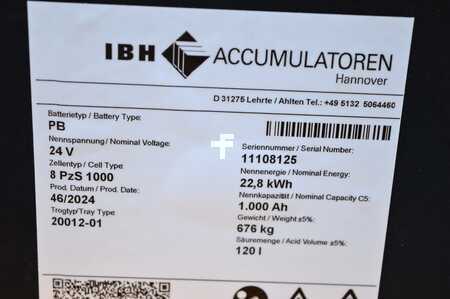 IBH ACCUMULATOREN
Hannover
D 31275 Lehrte / Ahlten Tel.: +49 5132 5064460
Batterietyp / Battery Type:
PB
Nennspannung / Nominal Voltage:
24 V
Zellentyp / Cell Type:
8 PzS 1000
Prod. Datum / Prod. Date:
46/2024
Trogtyp/Tray Type
20012-01
Seriennummer / Serial Number:
11108125
Nennenergie / Nominal Energy:
22,8 kWh
Nennkapazität / Nominal Capacity C5:
1.000 Ah
Gewicht / Weight ±5%:
676 kg
Säuremenge / Acid Volume ±5%:
120 l